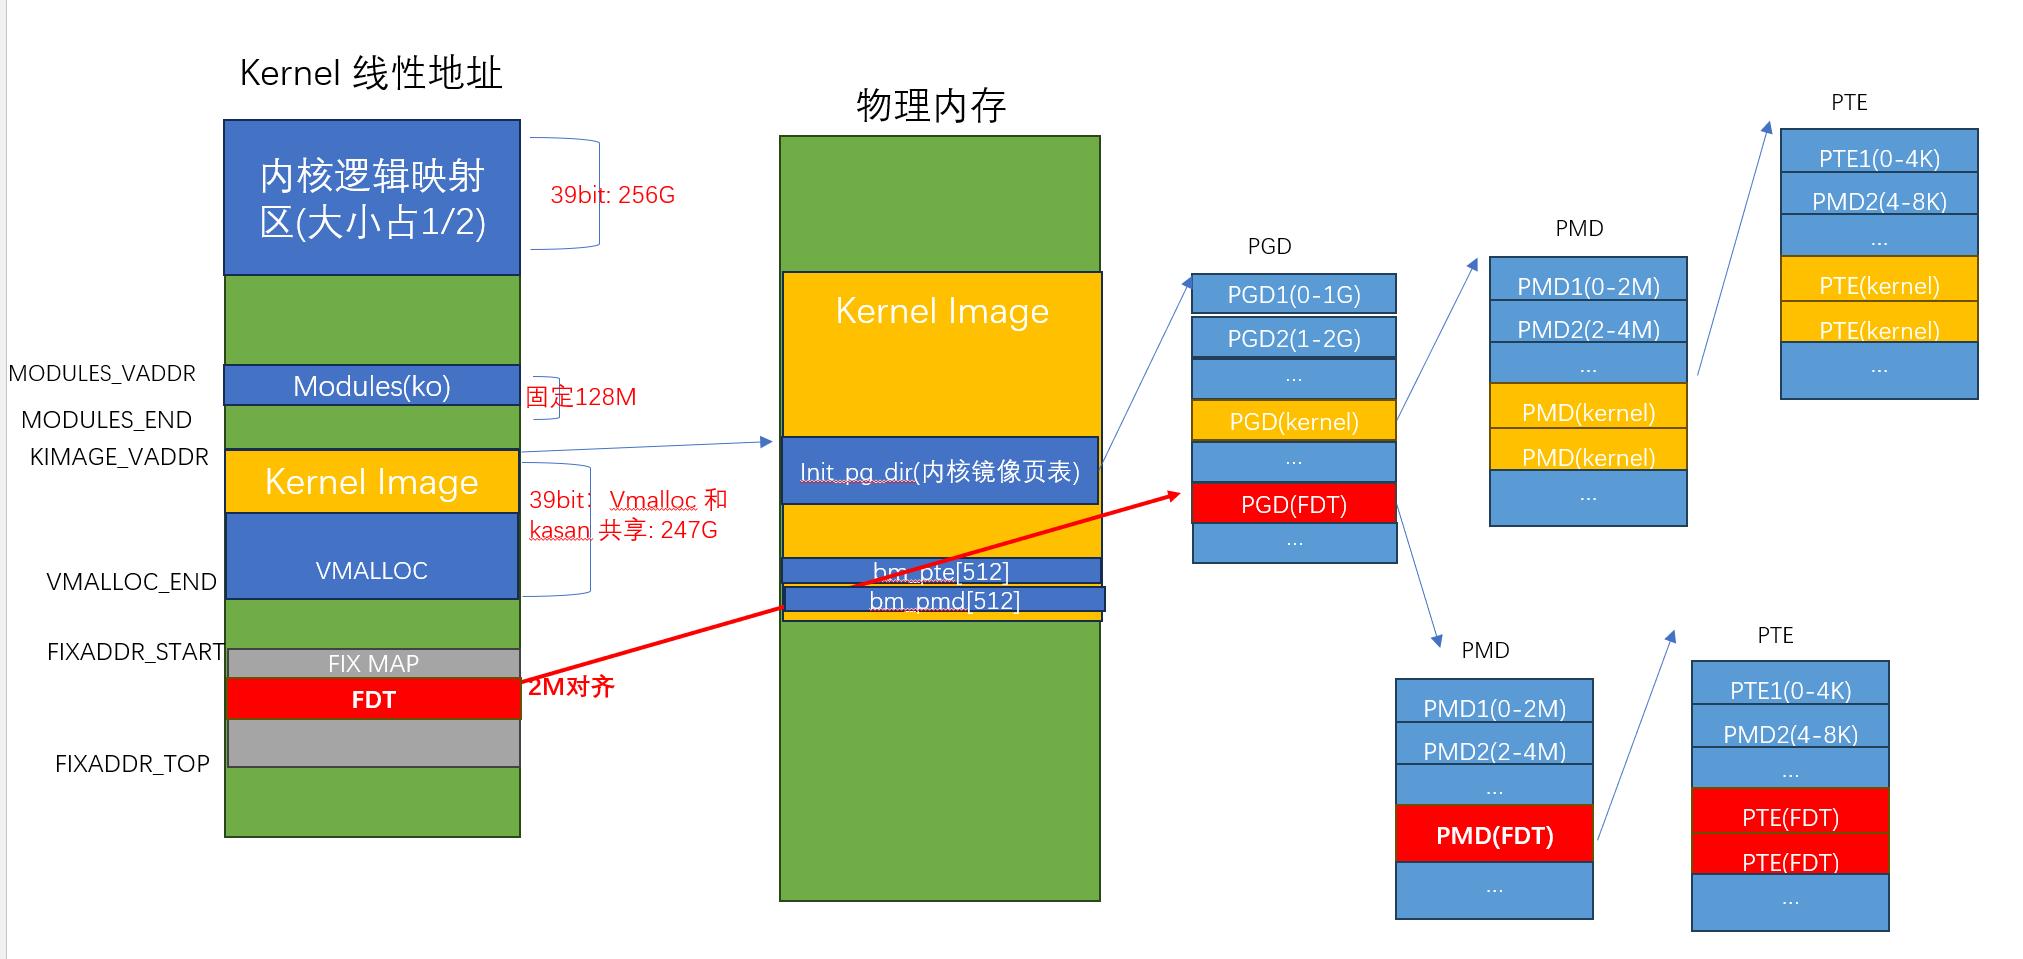 Kernel 线性地址
内核逻辑映射
区(大小占1/2)
39bit: 256G
MODULES_VADDR
Modules(ko)
固定128M
MODULES_END
KIMAGE_VADDR
Kernel Image
39bit: Vmalloc 和
kasan 共享: 247G
VMALLOC
VMALLOC_END
FIXADDR_START
FIX MAP
FDT
2M对齐
FIXADDR_TOP
物理内存
Kernel Image
Init_pg_dir(内核镜像页表)
bm_pte[512]
bm_pmd[512]
PGD
PGD1(0-1G)
PGD2(1-2G)
...
PGD(kernel)
...
PGD(FDT)
...
PMD
PMD1(0-2M)
PMD2(2-4M)
...
PMD(kernel)
PMD(kernel)
...
PTE
PTE1(0-4K)
PMD2(4-8K)
...
PTE(kernel)
PTE(kernel)
...
PMD
PMD1(0-2M)
PMD2(2-4M)
...
PMD(FDT)
...
PTE
PTE1(0-4K)
PMD2(4-8K)
...
PTE(FDT)
PTE(FDT)
...